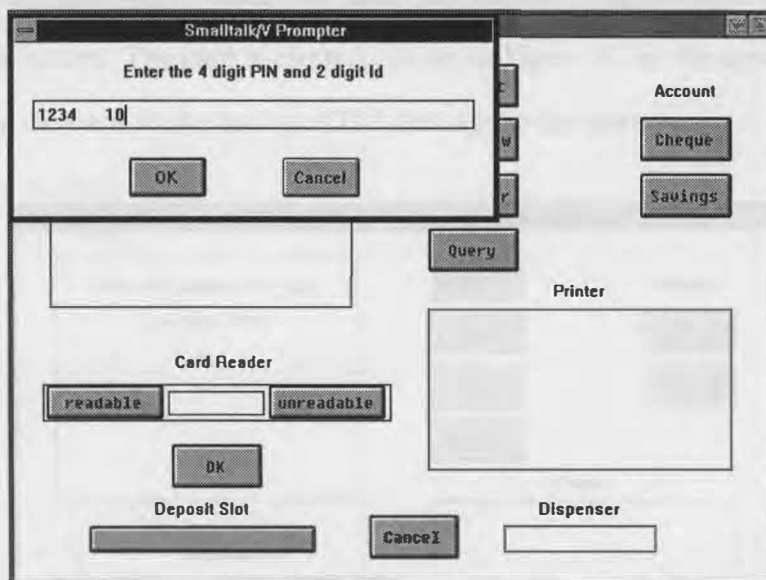 Smalltalk/V Prompter
Enter the 4 digit PIN and 2 digit Id
1234 10
OK
Cancel
Account
Cheque
Savings
Query
Printer
Card Reader
readable
unreadable
OK
Deposit Slot
Cancel
Dispenser